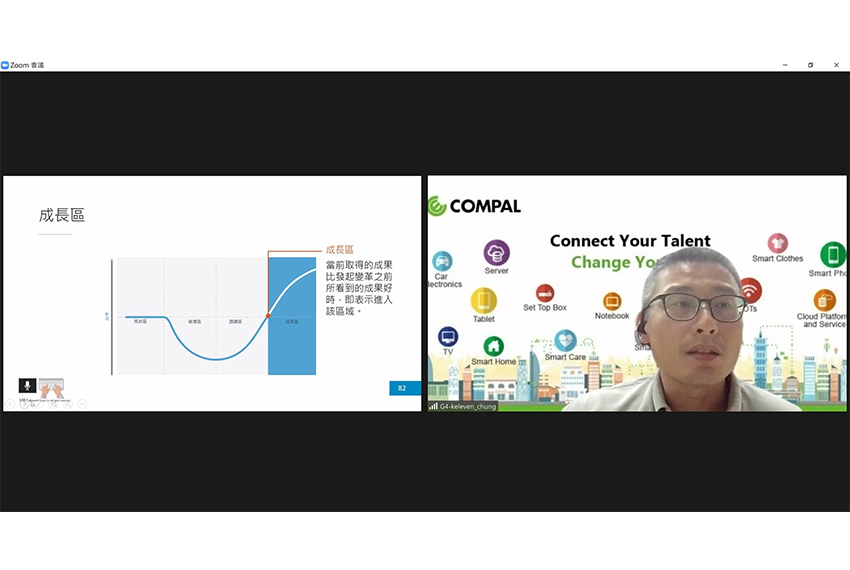 Zoom 會議
成長區
成長區
當前取得的成果
比發起變革之前
所看到的成果好
時，即表示進入
該區域。
現狀區
破壞區
調適區
成長區
82
COMPAL
Connect Your Talent
Change Yo
Car
lectronics
Server
Smart Clothes
Smart Pho
Tablet
Set Top Box
Notebook
oTs
Cloud Platform
and Service
TV
Smart Home
Smart Care
Sma
G4-keleven_chung